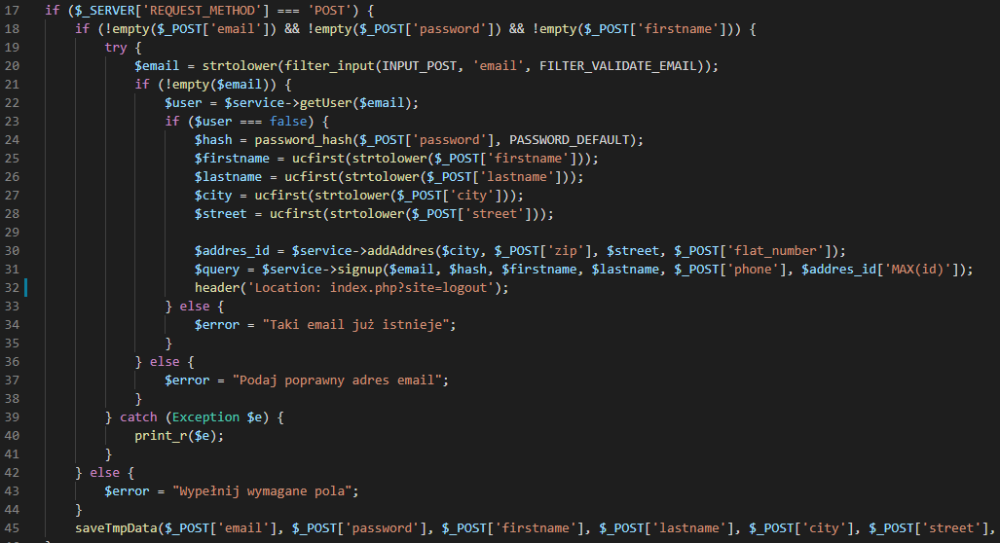 17 if ($_SERVER['REQUEST_METHOD'] === 'POST') {
18 if (!empty($_POST['email']) && !empty($_POST['password']) && !empty($_POST['firstname'])) {
19 try {
20 $email = strtolower(filter_input(INPUT_POST, 'email', FILTER_VALIDATE_EMAIL));
21 if (!empty($email)) {
22 $user = $service->getUser($email);
23 if ($user === false) {
24 $hash = password_hash($_POST['password'], PASSWORD_DEFAULT);
25 $firstname = ucfirst(strtolower($_POST['firstname']));
26 $lastname = ucfirst(strtolower($_POST['lastname']));
27 $city = ucfirst(strtolower($_POST['city']));
28 $street = ucfirst(strtolower($_POST['street']));
29
30 $addres_id = $service->addAddres($city, $_POST['zip'], $street, $_POST['flat_number']);
31 $query = $service->signup($email, $hash, $firstname, $lastname, $_POST['phone'], $addres_id['MAX(id)']);
32 header('Location: index.php?site=logout');
33 } else {
34 $error = "Taki email już istnieje";
35 }
36 } else {
37 $error = "Podaj poprawny adres email";
38 }
39 } catch (Exception $e) {
40 print_r($e);
41 }
42 } else {
43 $error = "Wypełnij wymagane pola";
44 }
45 saveTmpData($_POST['email'], $_POST['password'], $_POST['firstname'], $_POST['lastname'], $_POST['city'], $_POST['street'],